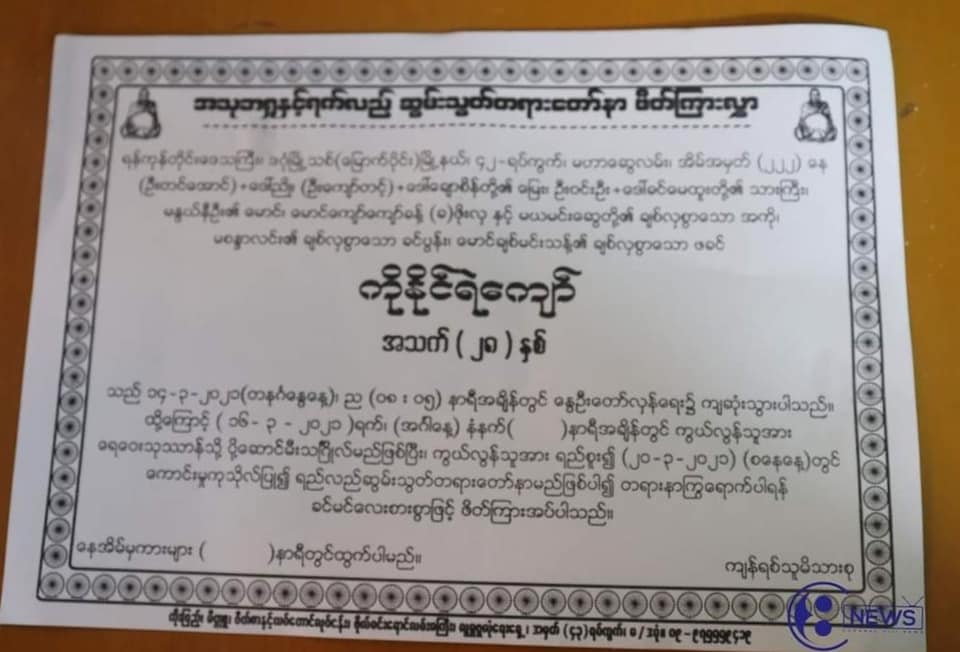 အသုဘရှုနှင့်ရက်လည် ဆွမ်းသွတ်တရားတော်နာ ဖိတ်ကြားလွှာ
ရန်ကုန်တိုင်းဒေသကြီး၊ ဒဂုံမြို့သစ်(မြောက်ပိုင်း)မြို့နယ်၊ ၄၂-ရပ်ကွက်၊ မဟာဆွေလမ်း၊ အိမ်အမှတ် (၂၂၂) နေ
(ဦးတင်အောင်)+ဒေါ်ညို၊ (ဦးကျော်တင့်)+ဒေါ်ချောစိန်တို့၏ မြေး၊ ဦးဝင်းဦး+ဒေါ်ခင်မေထူးတို့၏ သားကြီး၊
မနွယ်နီဦး၏ မောင်၊ မောင်ကျော်ကျော်ခန့် (ခ)ဖိုးလှ နှင့် မယမင်းဆွေတို့၏ ချစ်လှစွာသော အကို၊
မစန္ဒာလင်း၏ ချစ်လှစွာသော ခင်ပွန်း၊ မောင်ချစ်မင်းသန့်၏ ချစ်လှစွာသော ဖခင်
ကိုနိုင်ရဲကျော်
အသက် ( ၂၈ ) နှစ်
သည် ၁၄-၃-၂၀၂၁(တနင်္ဂနွေနေ့)၊ ည (၀၈ : ၀၅) နာရီအချိန်တွင် နွေဦးတော်လှန်ရေး၌ ကျဆုံးသွားပါသည်။
ထို့ကြောင့် ( ၁၆ - ၃ - ၂၀၂၁ )ရက်၊ (အင်္ဂါနေ့) နံနက်( )နာရီအချိန်တွင် ကွယ်လွန်သူအား
ရေဝေးသုသာန်သို့ ပို့ဆောင်မီးသင်္ဂြိုလ်မည်ဖြစ်ပြီး၊ ကွယ်လွန်သူအား ရည်စူး၍ (၂၀-၃-၂၀၂၁) (စနေနေ့)တွင်
ကောင်းမှုကုသိုလ်ပြု၍ ရည်လည်ဆွမ်းသွတ်တရားတော်နာမည်ဖြစ်ပါ၍ တရားနာကြွရောက်ပါရန်
ခင်မင်လေးစားစွာဖြင့် ဖိတ်ကြားအပ်ပါသည်။
နေအိမ်မှကားများ ( )နာရီတွင်ထွက်ပါမည်။
ကျန်ရစ်သူမိသားစု
NEWS